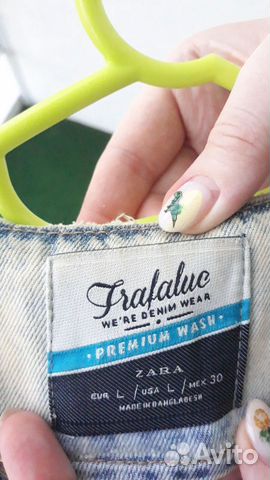 Trafaluc
WE'RE DENIM WEAR
· PREMIUM WASH ·
ZARA
EUR L / USA L / MEX 30
MADE IN BANGLADESH
Avito